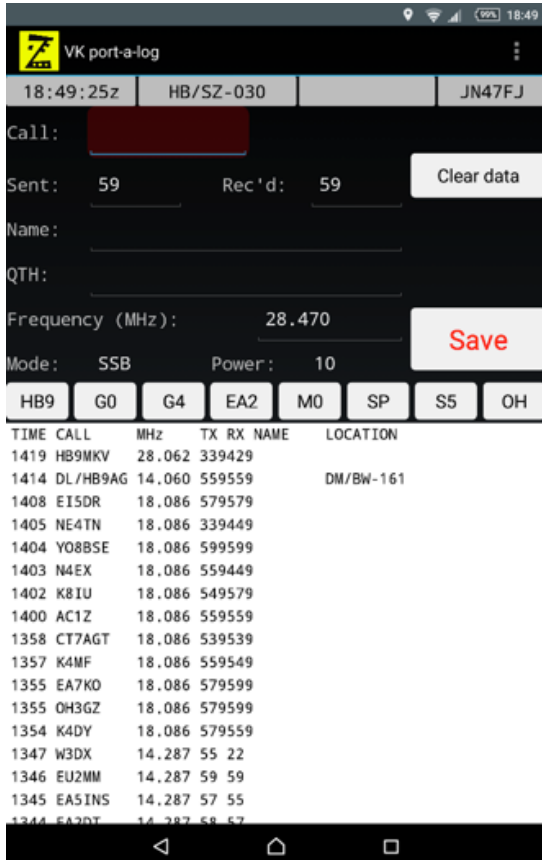 99% 18:49
VK port-a-log
18:49:25z HB/SZ-030 JN47FJ
Call:
Sent: 59 Rec'd: 59 Clear data
Name:
QTH:
Frequency (MHz): 28.470
Save
Mode: SSB Power: 10
HB9 G0 G4 EA2 M0 SP S5 OH
TIME CALL MHz TX RX NAME LOCATION
1419 HB9MKV 28.062 339429
1414 DL/HB9AG 14.060 559559 DM/BW-161
1408 EI5DR 18.086 579579
1405 NE4TN 18.086 339449
1404 YO8BSE 18.086 599599
1403 N4EX 18.086 559449
1402 K8IU 18.086 549579
1400 AC1Z 18.086 559559
1358 CT7AGT 18.086 539539
1357 K4MF 18.086 559549
1355 EA7KO 18.086 579599
1355 OH3GZ 18.086 579599
1354 K4DY 18.086 579559
1347 W3DX 14.287 55 22
1346 EU2MM 14.287 59 59
1345 EA5INS 14.287 57 55
1344 EA2DT 14.287 58 57